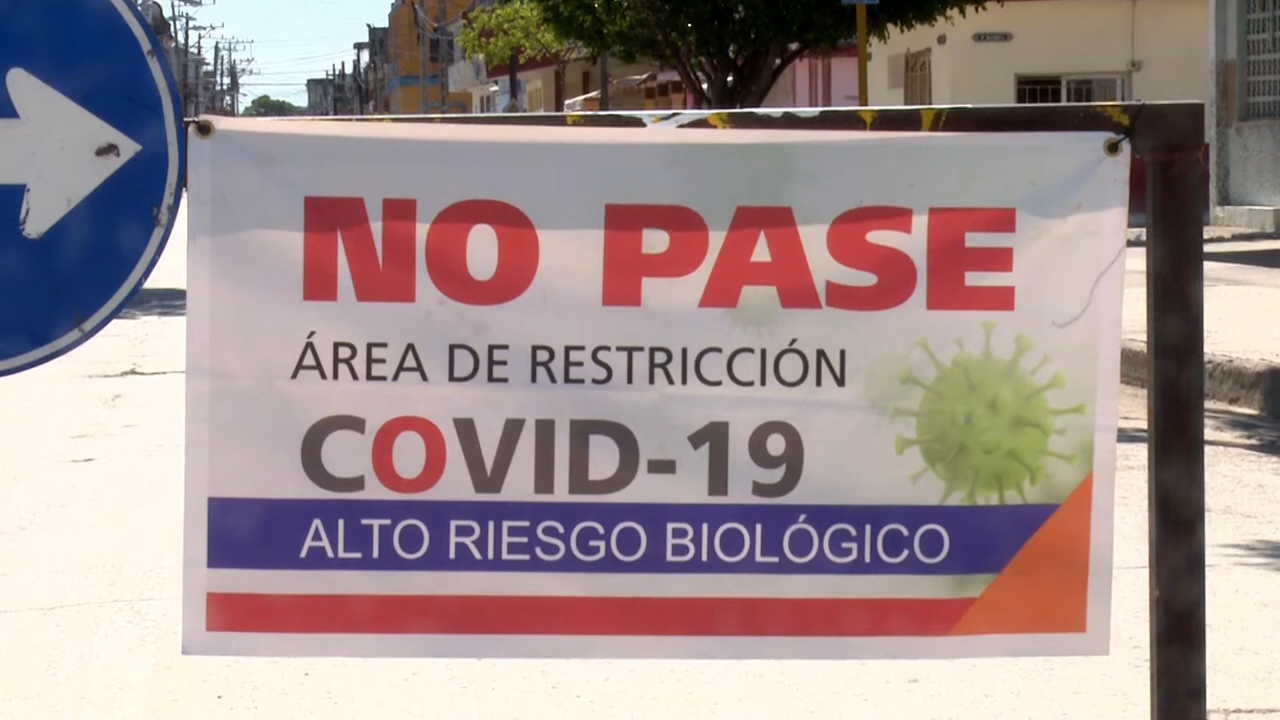 NO PASE
ÁREA DE RESTRICCIÓN
COVID-19
ALTO RIESGO BIOLÓGICO